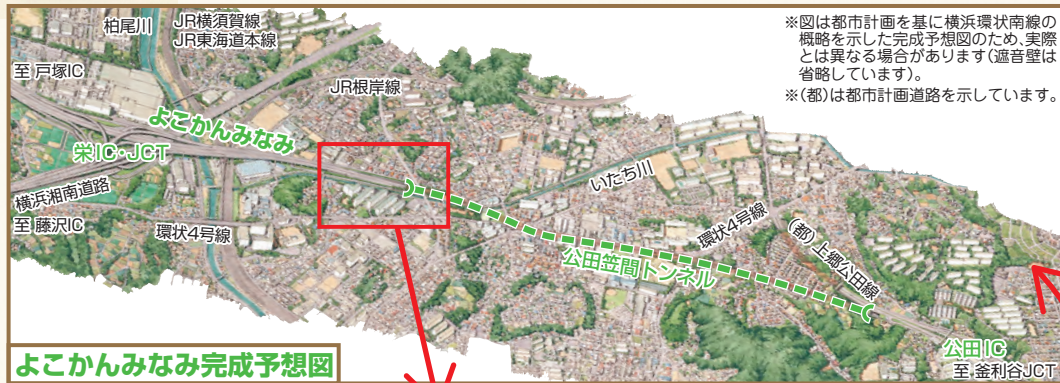 柏尾川
JR横須賀線
JR東海道本線
至 戸塚IC
JR根岸線
よこかんみなみ
栄IC・JCT
横浜湘南道路
至 藤沢IC
環状4号線
いたち川
環状4号線
(都)上郷公田線
公田笠間トンネル
公田IC
至 釜利谷JCT
※図は都市計画を基に横浜環状南線の
概略を示した完成予想図のため、実際
とは異なる場合があります(遮音壁は
省略しています)。
※(都)は都市計画道路を示しています。
よこかんみなみ完成予想図